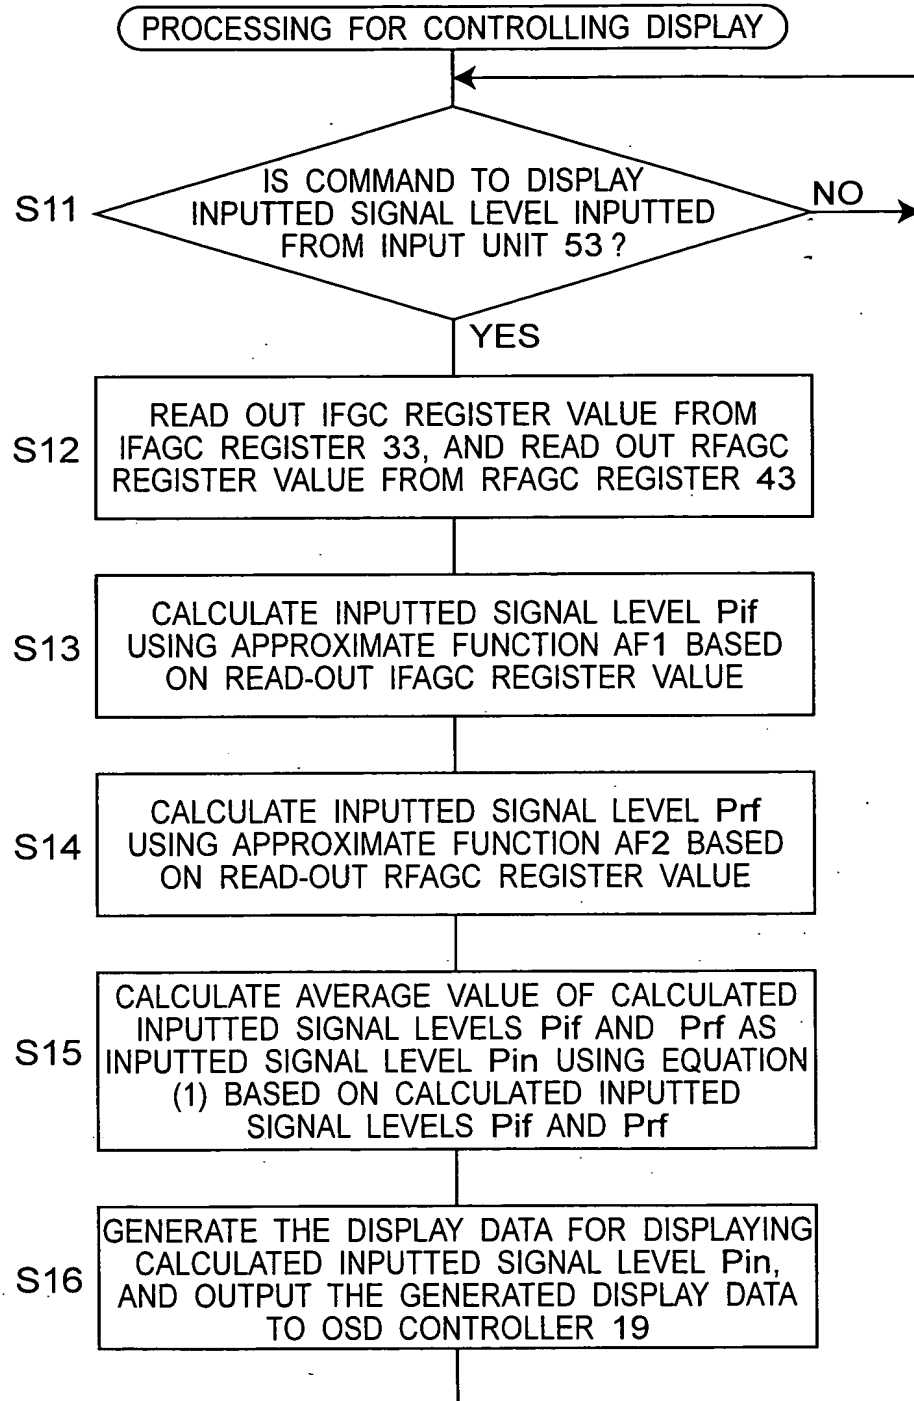 PROCESSING FOR CONTROLLING DISPLAY
S11
IS COMMAND TO DISPLAY
INPUTTED SIGNAL LEVEL INPUTTED
FROM INPUT UNIT 53 ?
NO
YES
S12
READ OUT IFGC REGISTER VALUE FROM
IFAGC REGISTER 33, AND READ OUT RFAGC
REGISTER VALUE FROM RFAGC REGISTER 43
S13
CALCULATE INPUTTED SIGNAL LEVEL Pif
USING APPROXIMATE FUNCTION AF1 BASED
ON READ-OUT IFAGC REGISTER VALUE
S14
CALCULATE INPUTTED SIGNAL LEVEL Prf
USING APPROXIMATE FUNCTION AF2 BASED
ON READ-OUT RFAGC REGISTER VALUE
S15
CALCULATE AVERAGE VALUE OF CALCULATED
INPUTTED SIGNAL LEVELS Pif AND Prf AS
INPUTTED SIGNAL LEVEL Pin USING EQUATION
(1) BASED ON CALCULATED INPUTTED
SIGNAL LEVELS Pif AND Prf
S16
GENERATE THE DISPLAY DATA FOR DISPLAYING
CALCULATED INPUTTED SIGNAL LEVEL Pin,
AND OUTPUT THE GENERATED DISPLAY DATA
TO OSD CONTROLLER 19